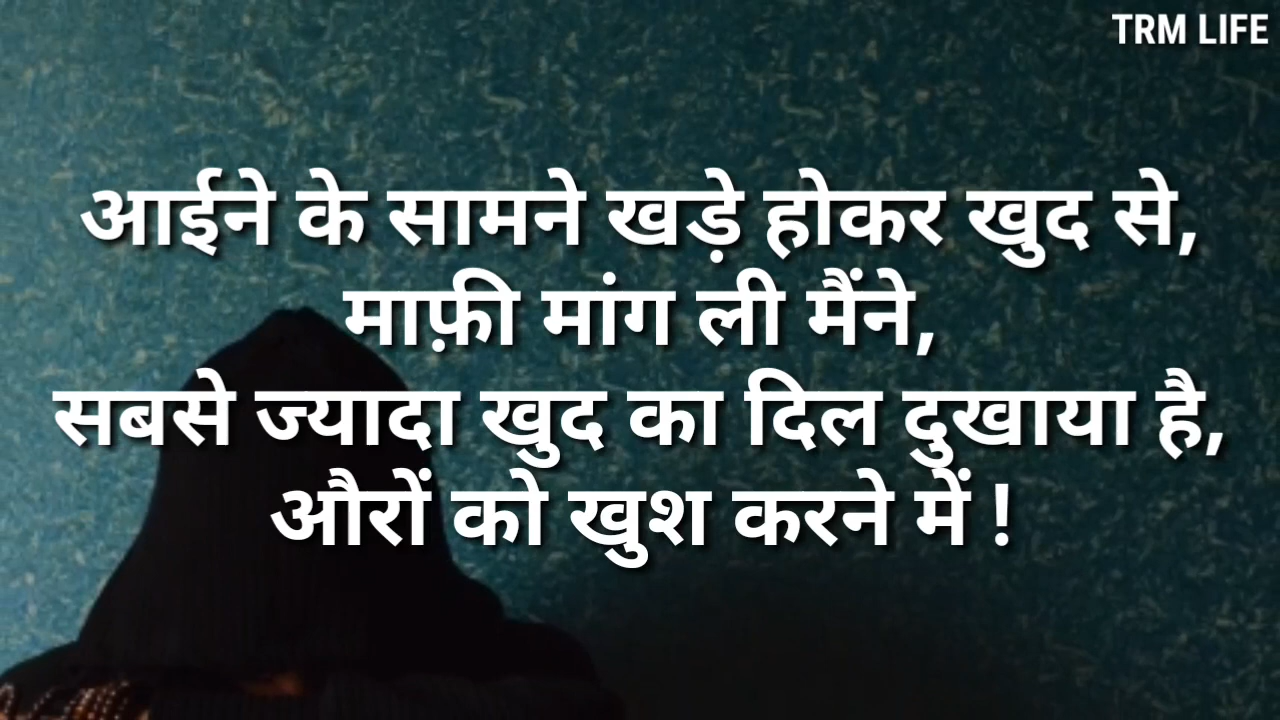 TRM LIFE
आईने के सामने खड़े होकर खुद से,
माफ़ी मांग ली मैंने,
सबसे ज्यादा खुद का दिल दुखाया है,
औरों को खुश करने में !